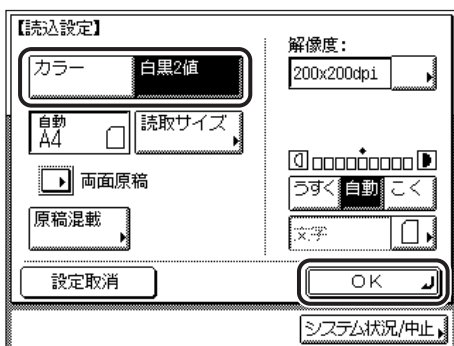 【読込設定】
カラー
白黒2値
解像度:
200x200dpi
自動
A4
読取サイズ
両面原稿
うすく
自動
こく
原稿混載
文字
設定取消
OK
システム状況/中止